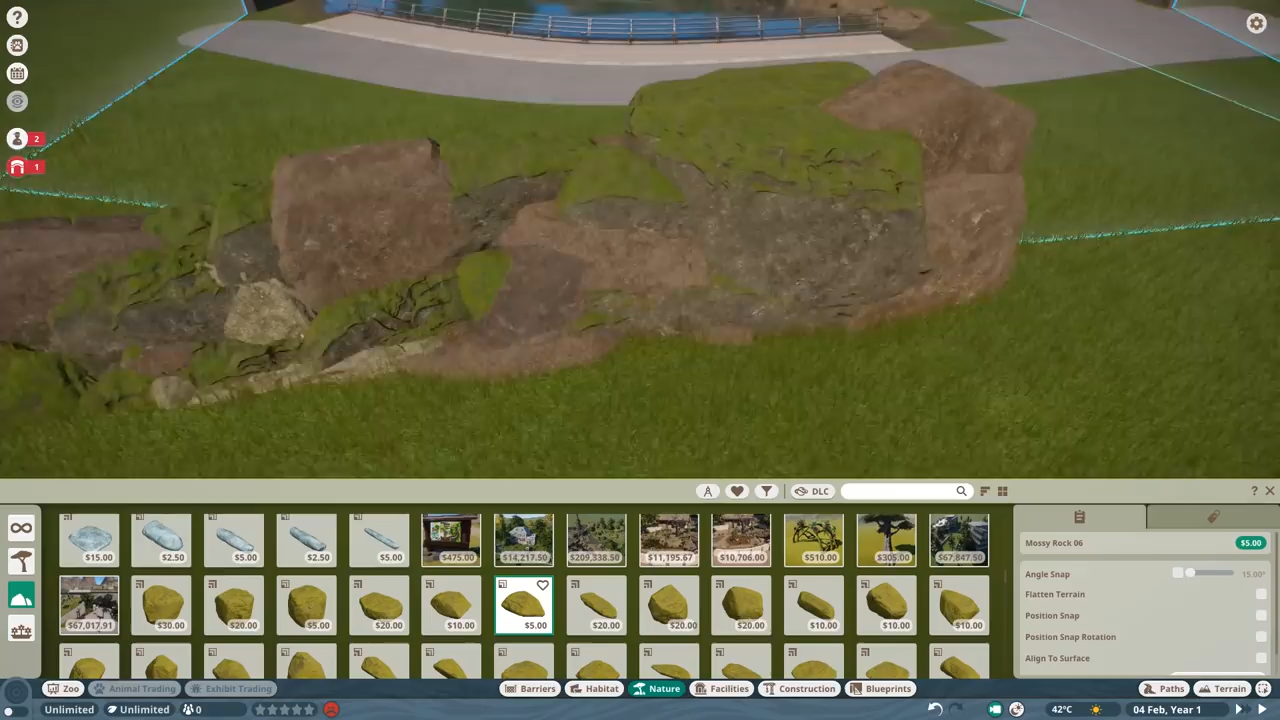 ?
2
1
DLC
?
$15.00
$2.50
$5.00
$2.50
$5.00
$475.00
$14,217.50
$209,338.50
$11,195.67
$10,706.00
$510.00
$305.00
$67,847.50
$67,017.91
$30.00
$20.00
$5.00
$20.00
$10.00
$5.00
$20.00
$20.00
$20.00
$10.00
$10.00
$10.00
Mossy Rock 06
$5.00
Angle Snap
15.00°
Flatten Terrain
Position Snap
Position Snap Rotation
Align To Surface
Zoo
Animal Trading
Exhibit Trading
Barriers
Habitat
Nature
Facilities
Construction
Blueprints
Paths
Terrain
Unlimited
Unlimited
0
42°C
04 Feb, Year 1